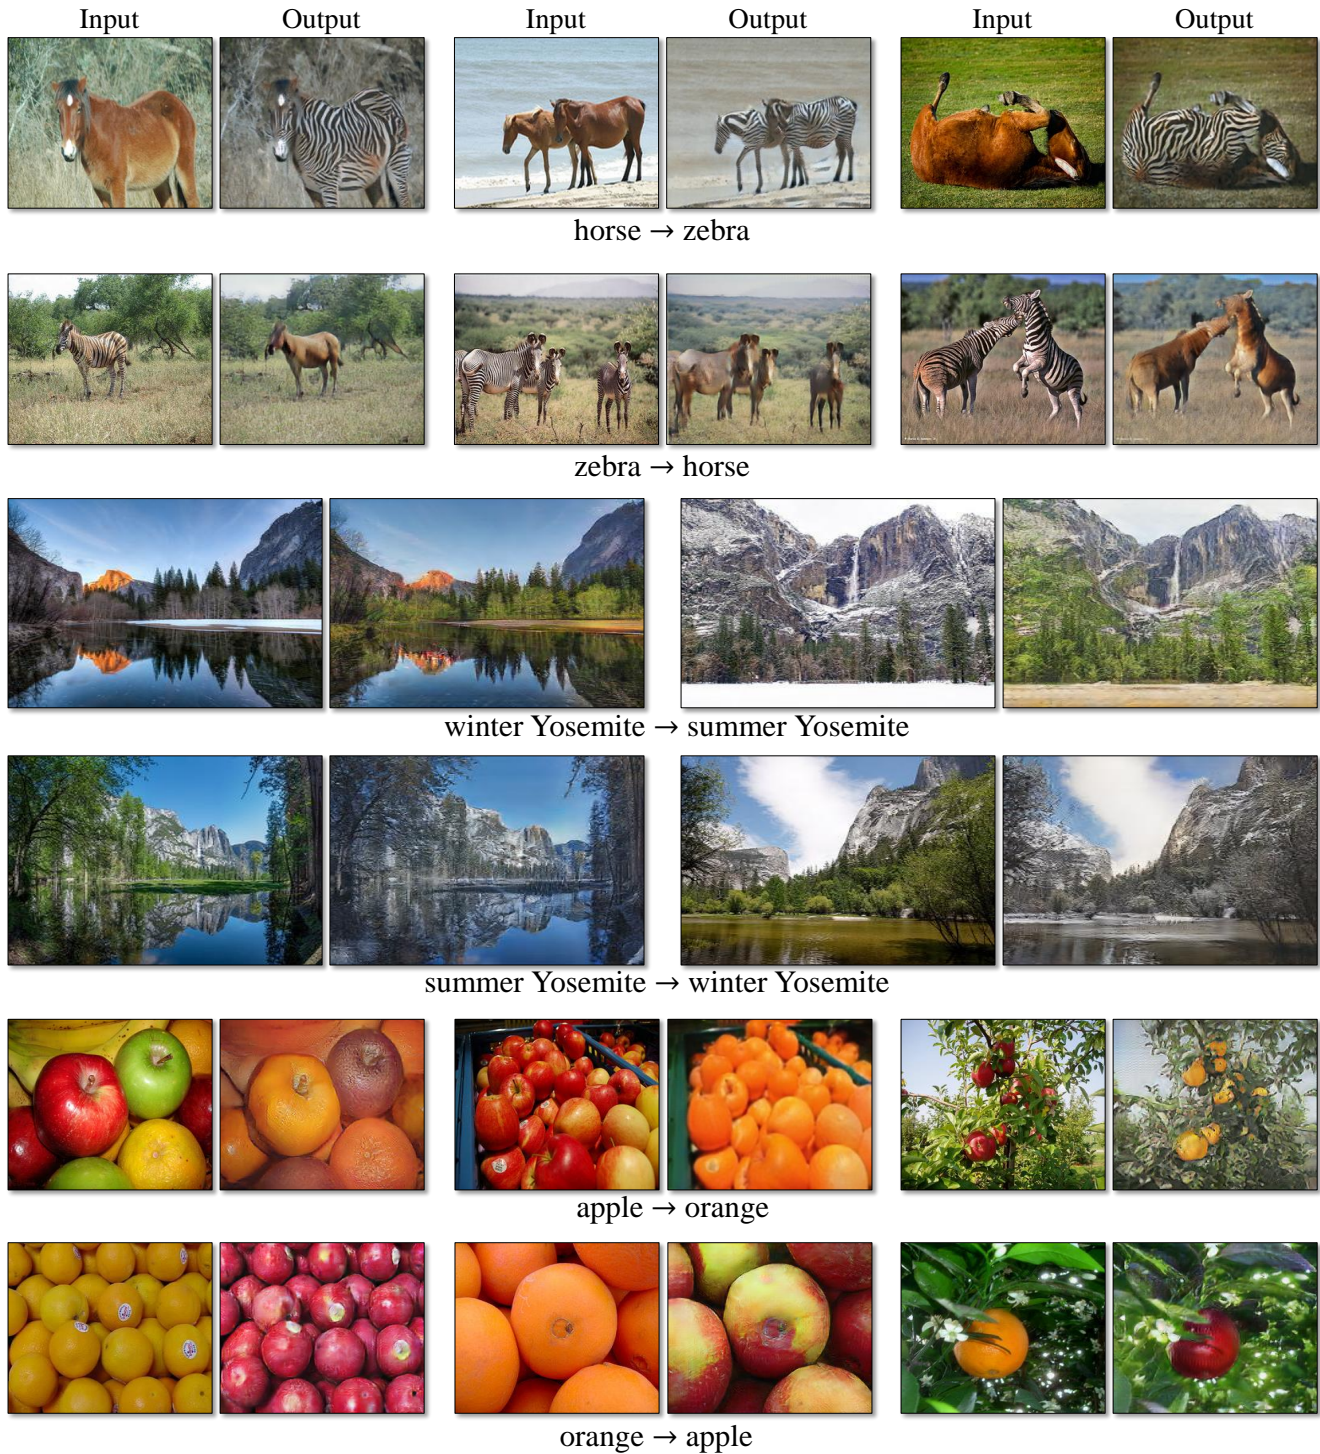 Input Output Input Output Input Output
horse → zebra
zebra → horse
winter Yosemite → summer Yosemite
summer Yosemite → winter Yosemite
apple → orange
orange → apple